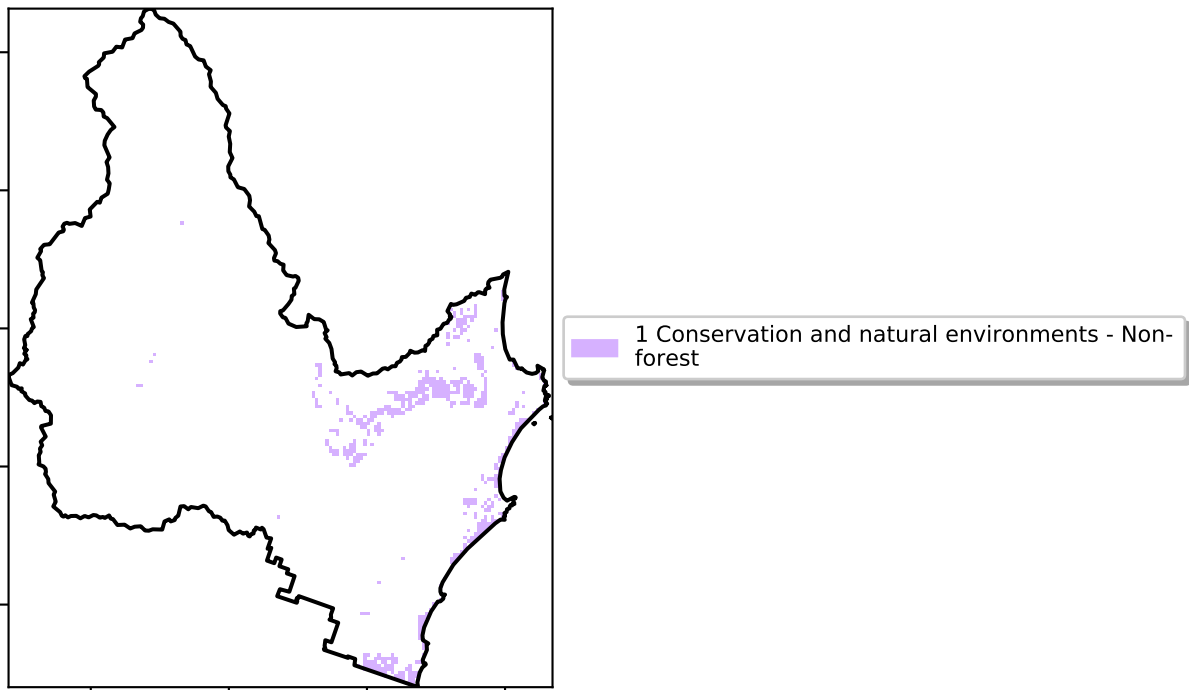 1 Conservation and natural environments - Non-
forest